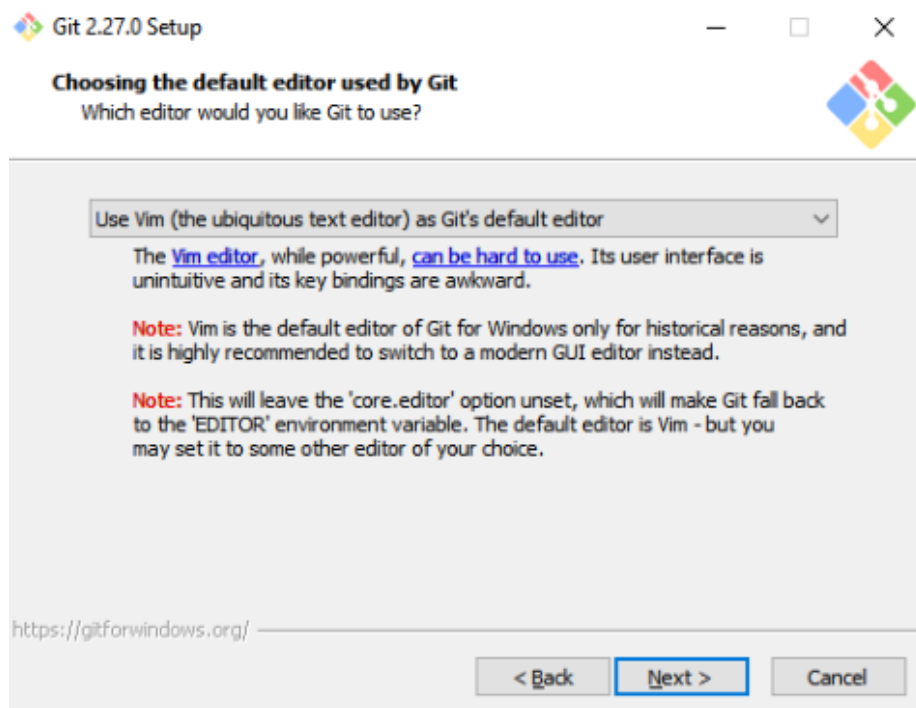 Git 2.27.0 Setup
Choosing the default editor used by Git
Which editor would you like Git to use?
Use Vim (the ubiquitous text editor) as Git's default editor
The Vim editor, while powerful, can be hard to use. Its user interface is
unintuitive and its key bindings are awkward.
Note: Vim is the default editor of Git for Windows only for historical reasons, and
it is highly recommended to switch to a modern GUI editor instead.
Note: This will leave the 'core.editor' option unset, which will make Git fall back
to the 'EDITOR' environment variable. The default editor is Vim - but you
may set it to some other editor of your choice.
https://gitforwindows.org/
< Back Next > Cancel